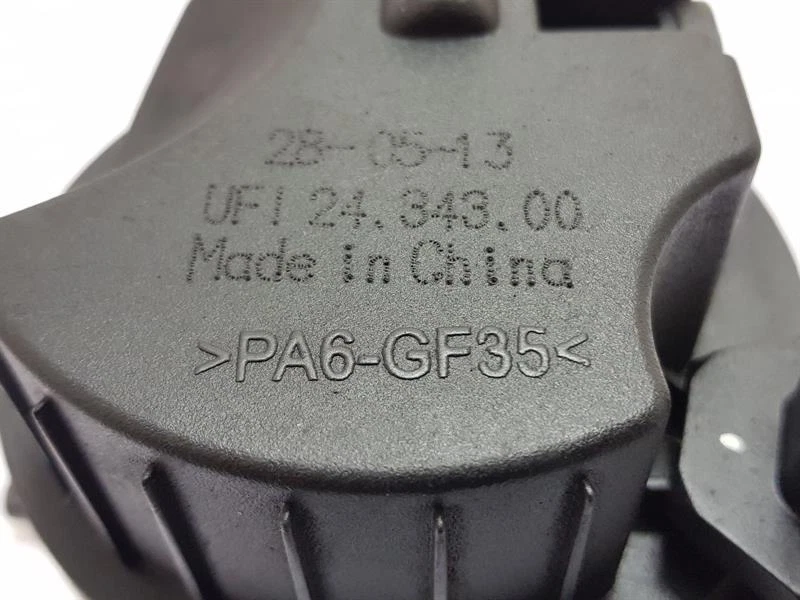 28-05-13
UFI 24.343.00
Made in China
>PA6-GF35<